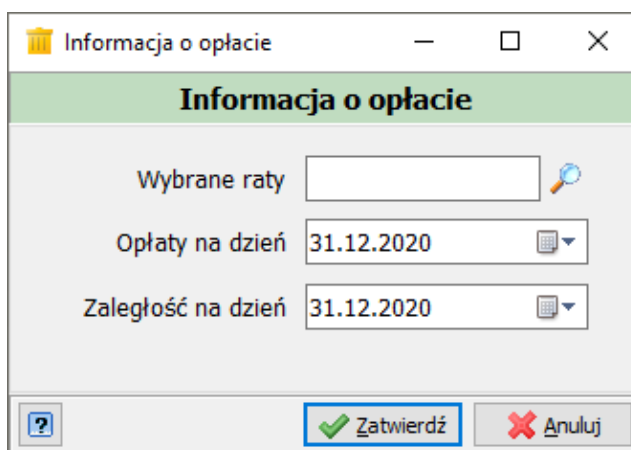 Informacja o opłacie
Informacja o opłacie
Wybrane raty
Opłaty na dzień 31.12.2020
Zaległość na dzień 31.12.2020
? Zatwierdź Anuluj